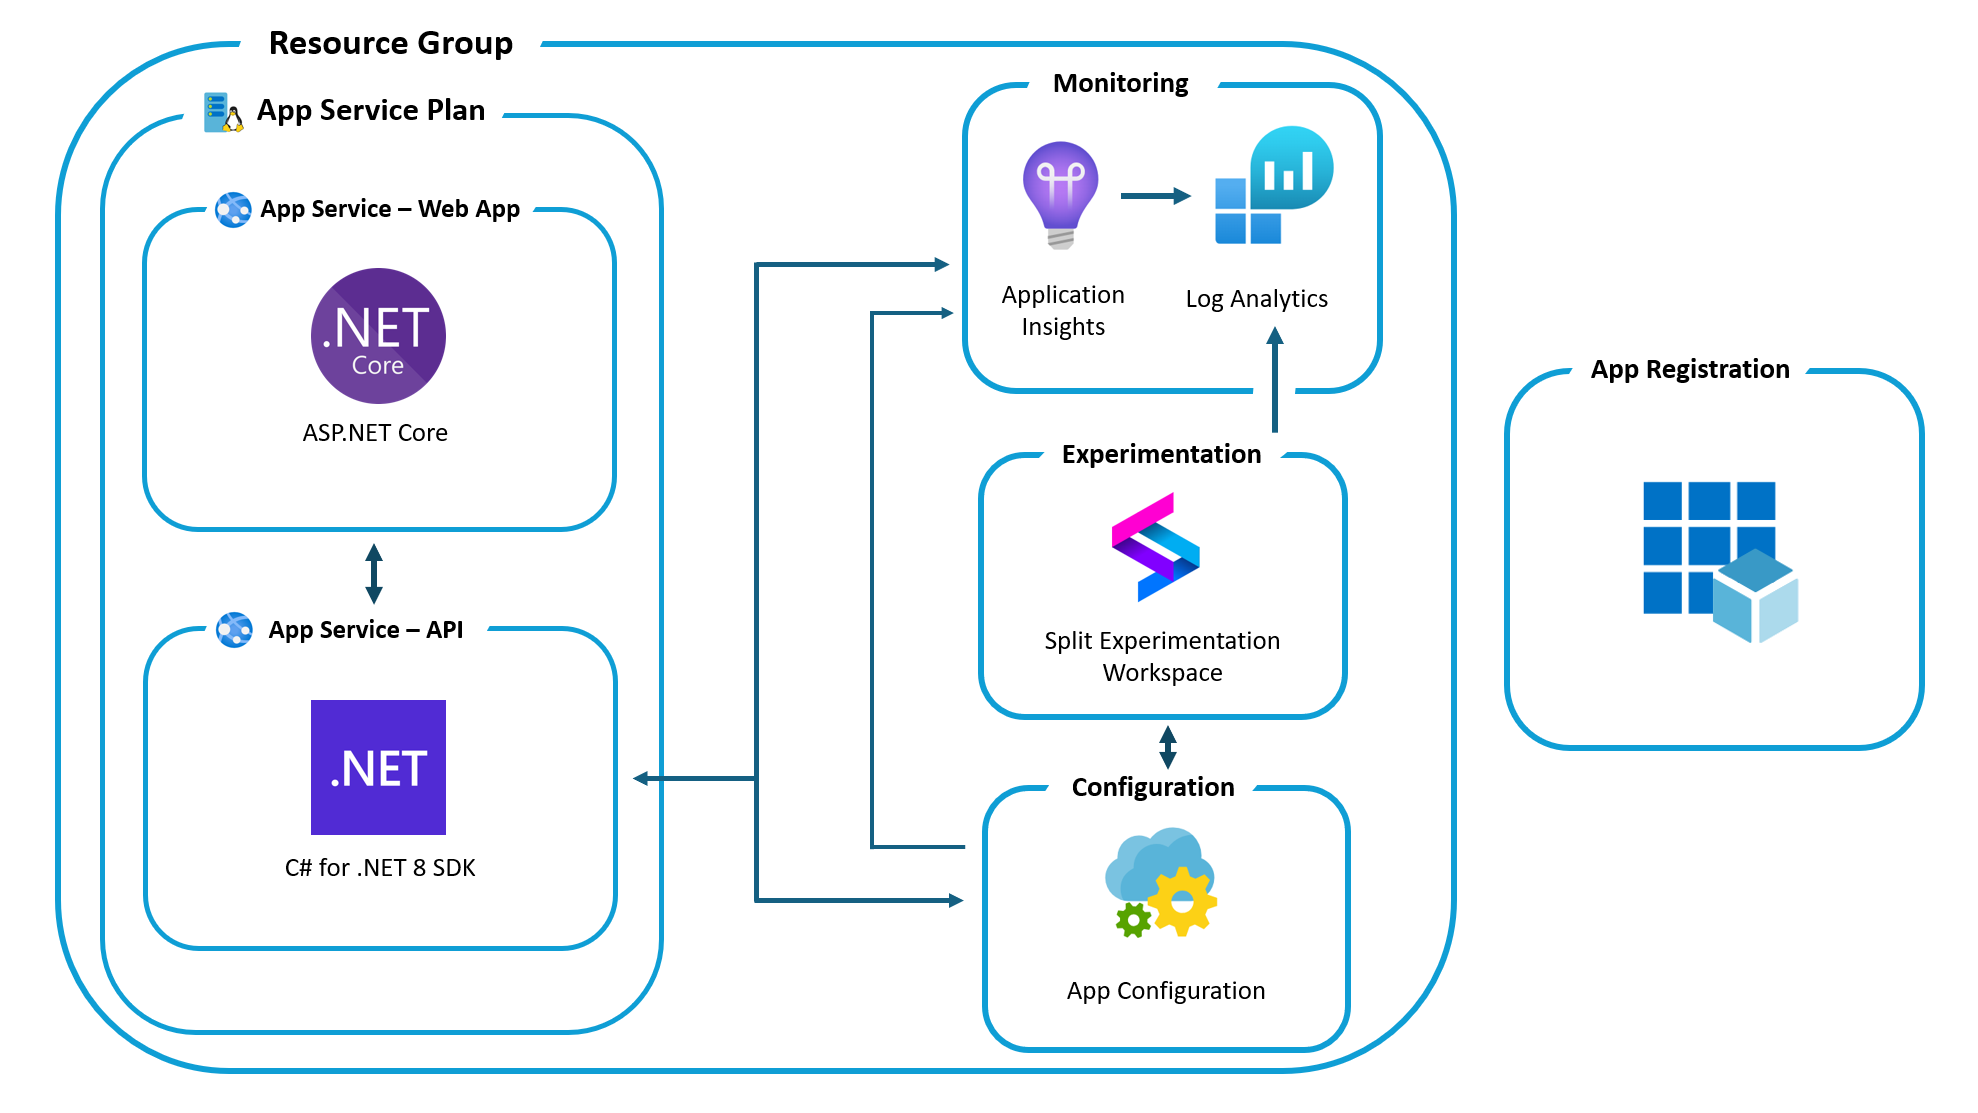 Resource Group
App Service Plan
App Service – Web App
.NET
Core
ASP.NET Core
App Service – API
.NET
C# for .NET 8 SDK
Monitoring
Application
Insights
Log Analytics
Experimentation
Split Experimentation
Workspace
Configuration
App Configuration
App Registration